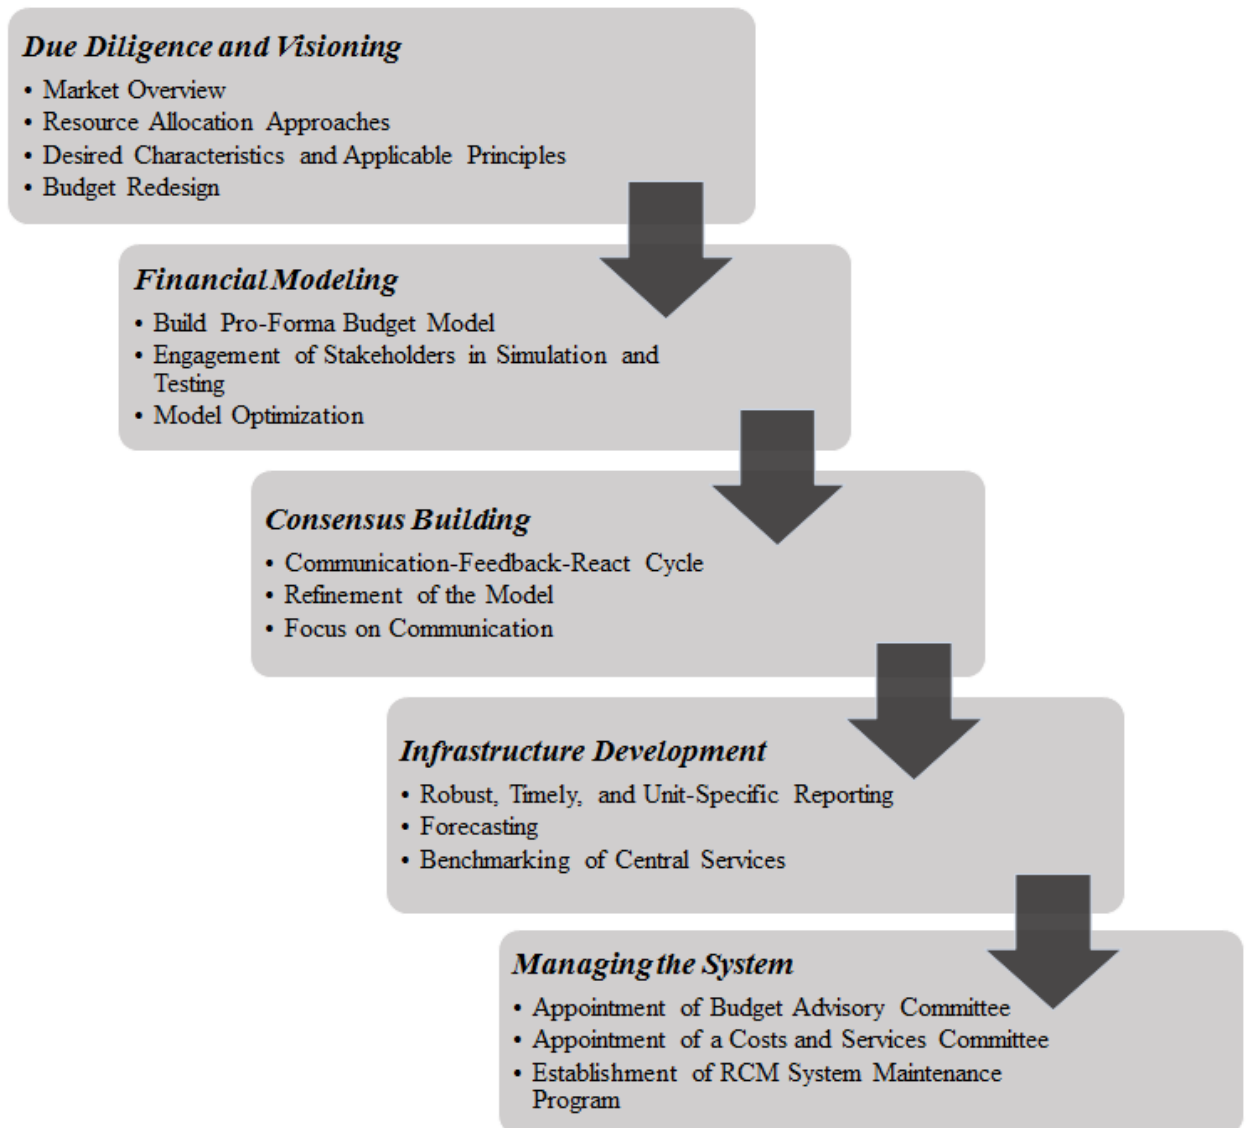 Due Diligence and Visioning
• Market Overview
• Resource Allocation Approaches
• Desired Characteristics and Applicable Principles
• Budget Redesign
Financial Modeling
• Build Pro-Forma Budget Model
• Engagement of Stakeholders in Simulation and
Testing
• Model Optimization
Consensus Building
• Communication-Feedback-React Cycle
• Refinement of the Model
• Focus on Communication
Infrastructure Development
• Robust, Timely, and Unit-Specific Reporting
• Forecasting
• Benchmarking of Central Services
Managing the System
• Appointment of Budget Advisory Committee
• Appointment of a Costs and Services Committee
• Establishment of RCM System Maintenance
Program